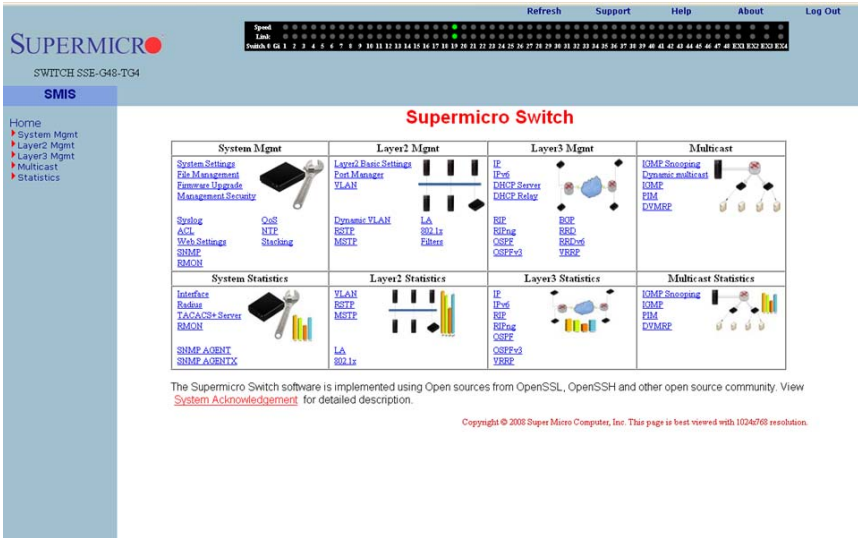 Refresh Support Help About Log Out
SUPERMICRO
Speed
Link
Switch 0 Gi 1 2 3 4 5 6 7 8 9 10 11 12 13 14 15 16 17 18 19 20 21 22 23 24 25 26 27 28 29 30 31 32 33 34 35 36 37 38 39 40 41 42 43 44 45 46 47 48 EX1 EX2 EX3 EX4
SWITCH SSE-G48-TG4
SMIS
Home
System Mgmt
Layer2 Mgmt
Layer3 Mgmt
Multicast
Statistics
Supermicro Switch
System Mgmt
System Settings
File Management
Firmware Upgrade
Management Security
Syslog QoS
ACL NTP
Web Settings Stacking
SNMP
RMON
Layer2 Mgmt
Layer2 Basic Settings
Port Manager
VLAN
Dynamic VLAN LA
RSTP 802.1x
MSTP Filters
Layer3 Mgmt
IP
IPv6
DHCP Server
DHCP Relay
RIP BGP
RIPng RRD
OSPF RRDv6
OSPFv3 VRRP
Multicast
IGMP Snooping
Dynamic multicast
IGMP
PIM
DVMRP
System Statistics
Interface
Radius
TACACS+ Server
RMON
SNMP AGENT
SNMP AGENTX
Layer2 Statistics
VLAN
RSTP
MSTP
LA
802.1x
Layer3 Statistics
IP
IPv6
RIP
RIPng
OSPF
OSPFv3
VRRP
Multicast Statistics
IGMP Snooping
IGMP
PIM
DVMRP
The Supermicro Switch software is implemented using Open sources from OpenSSL, OpenSSH and other open source community. View
System Acknowledgement for detailed description.
Copyright © 2008 Super Micro Computer, Inc. This page is best viewed with 1024x768 resolution.